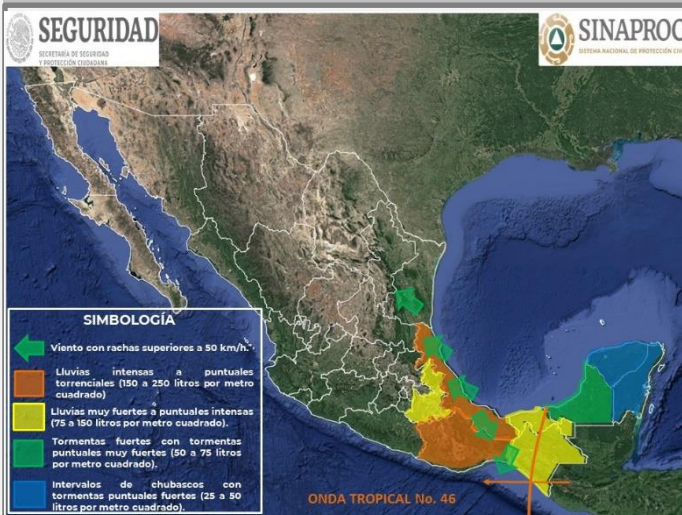 SEGURIDAD
SECRETARÍA DE SEGURIDAD
Y PROTECCIÓN CIUDADANA
SINAPROC
SISTEMA NACIONAL DE PROTECCIÓN CIV
SIMBOLOGÍA
Viento con rachas superiores a 50 km/h.
Lluvias intensas a puntuales
torrenciales (150 a 250 litros por metro
cuadrado)
Lluvias muy fuertes a puntuales intensas
(75 a 150 litros por metro cuadrado).
Tormentas fuertes con tormentas
puntuales muy fuertes (50 a 75 litros
por metro cuadrado).
Intervalos de chubascos con
tormentas puntuales fuertes (25 a 50
litros por metro cuadrado).
ONDA TROPICAL No. 46